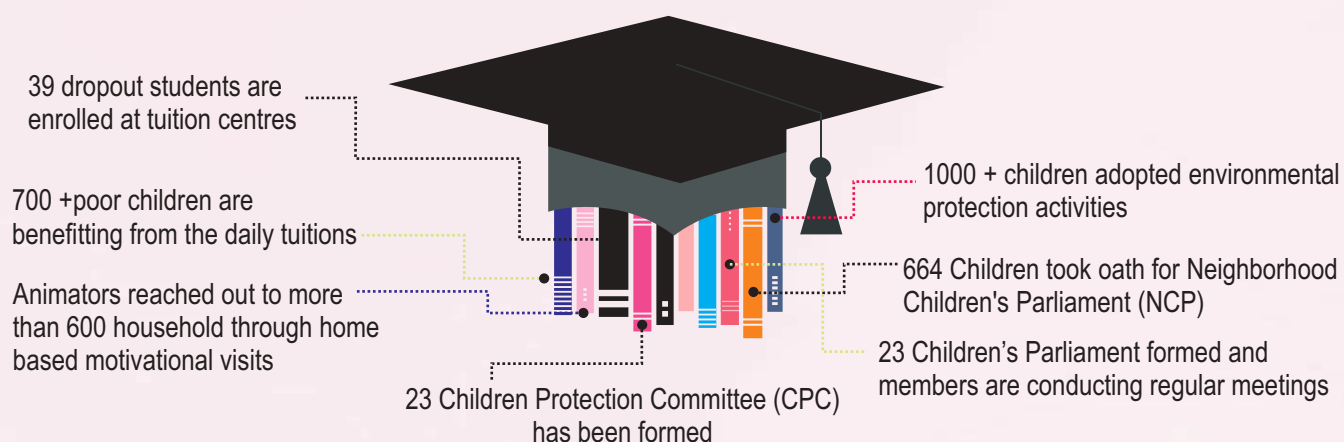 39 dropout students are
enrolled at tuition centres
700 +poor children are
benefitting from the daily tuitions
Animators reached out to more
than 600 household through home
based motivational visits
23 Children Protection Committee (CPC)
has been formed
1000 + children adopted environmental
protection activities
664 Children took oath for Neighborhood
Children's Parliament (NCP)
23 Children’s Parliament formed and
members are conducting regular meetings